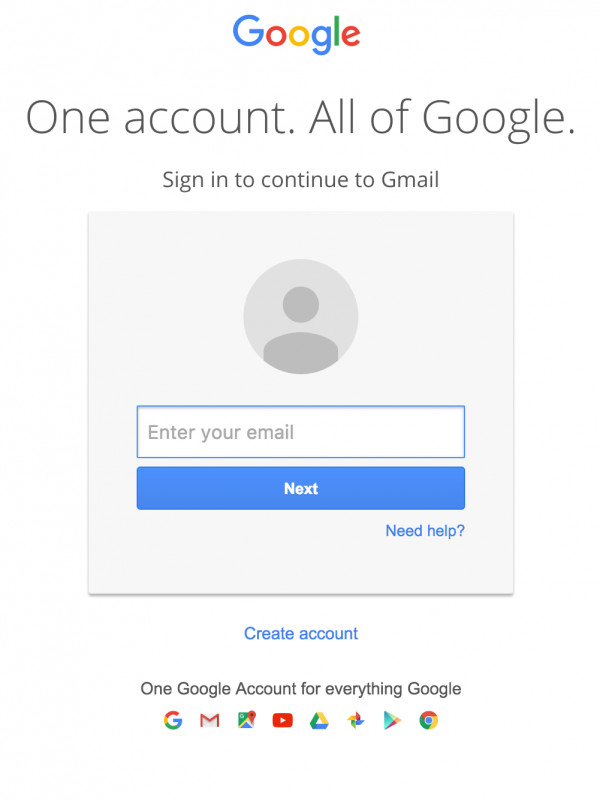 Google
One account. All of Google.
Sign in to continue to Gmail
Enter your email
Next
Need help?
Create account
One Google Account for everything Google